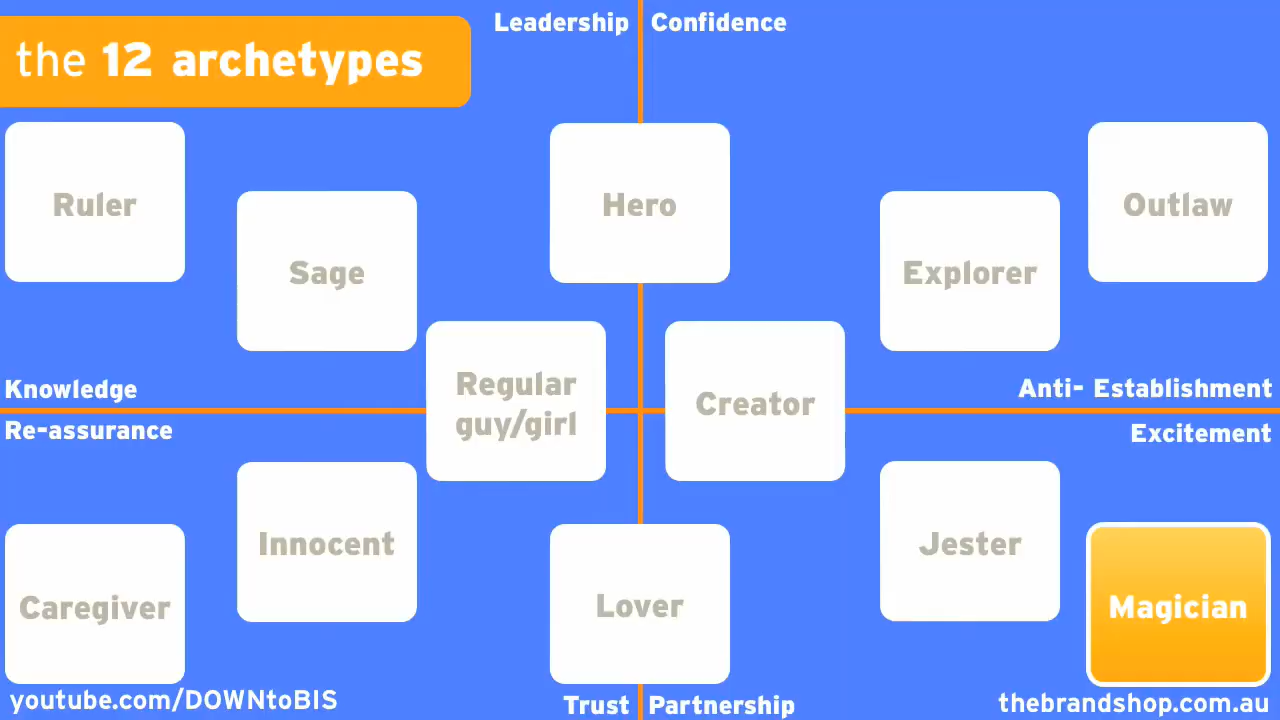 Leadership
Confidence
the 12 archetypes
Ruler
Hero
Outlaw
Sage
Explorer
Regular
guy/girl
Creator
Knowledge
Anti- Establishment
Re-assurance
Excitement
Innocent
Jester
Caregiver
Lover
Magician
youtube.com/DOWNtoBIS
Trust
Partnership
thebrandshop.com.au